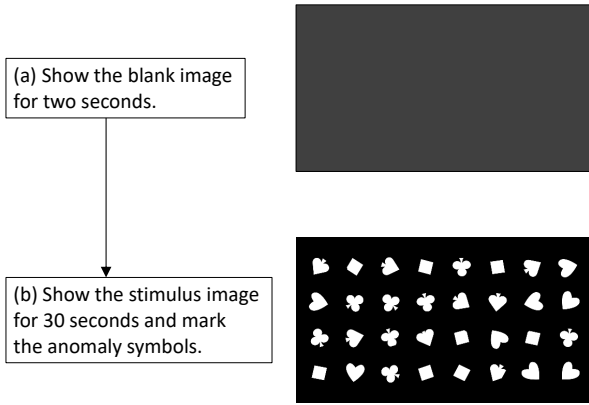 (a) Show the blank image
for two seconds.
(b) Show the stimulus image
for 30 seconds and mark
the anomaly symbols.